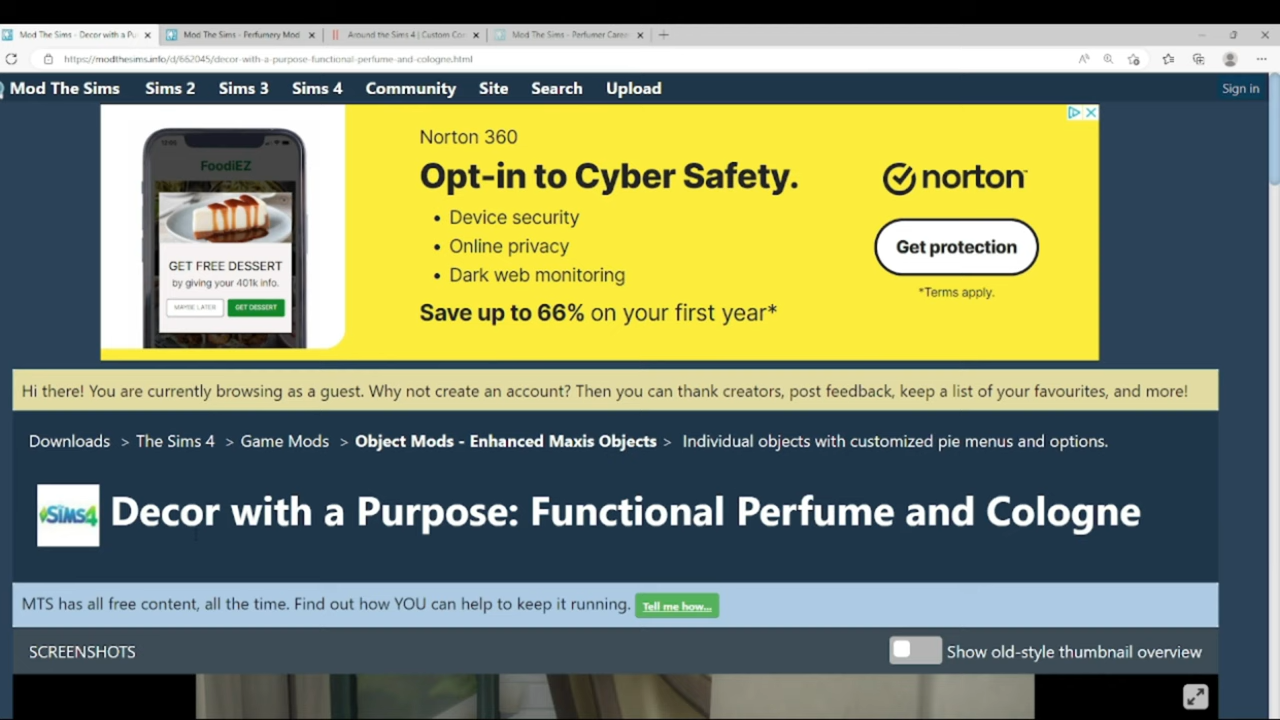 Mod The Sims - Decor with a Pu
Mod The Sims - Perfumery Mod
Around the Sims 4 | Custom Con
Mod The Sims - Perfumer Caree
https://modthesims.info/d/662045/decor-with-a-purpose-functional-perfume-and-cologne.html
Mod The Sims
Sims 2
Sims 3
Sims 4
Community
Site
Search
Upload
Sign in
FoodiEZ
GET FREE DESSERT
by giving your 401k info.
MAYBE LATER
GET DESSERT
Norton 360
Opt-in to Cyber Safety.
• Device security
• Online privacy
• Dark web monitoring
Save up to 66% on your first year*
norton
Get protection
*Terms apply.
Hi there! You are currently browsing as a guest. Why not create an account? Then you can thank creators, post feedback, keep a list of your favourites, and more!
Downloads > The Sims 4 > Game Mods > Object Mods - Enhanced Maxis Objects > Individual objects with customized pie menus and options.
SIMS4
Decor with a Purpose: Functional Perfume and Cologne
MTS has all free content, all the time. Find out how YOU can help to keep it running. Tell me how...
SCREENSHOTS
Show old-style thumbnail overview